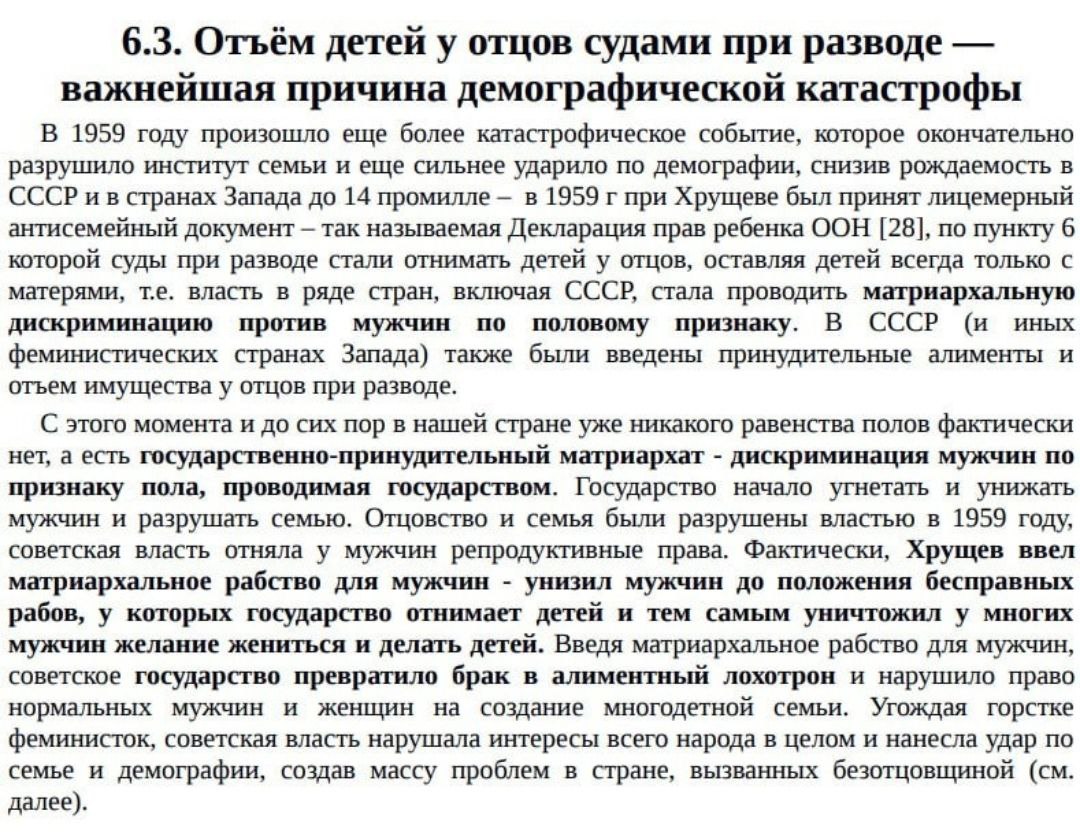 6.3. Отъём детей у отцов судами при разводе —
важнейшая причина демографической катастрофы
В 1959 году произошло еще более катастрофическое событие, которое окончательно
разрушило институт семьи и еще сильнее ударило по демографии, снизив рождаемость в
СССР и в странах Запада до 14 промилле – в 1959 г при Хрущеве был принят лицемерный
антисемейный документ – так называемая Декларация прав ребенка ООН [28], по пункту 6
которой суды при разводе стали отнимать детей у отцов, оставляя детей всегда только с
матерями, т.е. власть в ряде стран, включая СССР, стала проводить матриархальную
дискриминацию против мужчин по половому признаку. В СССР (и иных
феминистических странах Запада) также были введены принудительные алименты и
отъем имущества у отцов при разводе.
С этого момента и до сих пор в нашей стране уже никакого равенства полов фактически
нет, а есть государственно-принудительный матриархат - дискриминация мужчин по
признаку пола, проводимая государством. Государство начало угнетать и унижать
мужчин и разрушать семью. Отцовство и семья были разрушены властью в 1959 году,
советская власть отняла у мужчин репродуктивные права. Фактически, Хрущев ввел
матриархальное рабство для мужчин - унизил мужчин до положения бесправных
рабов, у которых государство отнимает детей и тем самым уничтожил у многих
мужчин желание жениться и делать детей. Введя матриархальное рабство для мужчин,
советское государство превратило брак в алиментный лохотрон и нарушило право
нормальных мужчин и женщин на создание многодетной семьи. Угождая горстке
феминисток, советская власть нарушала интересы всего народа в целом и нанесла удар по
семье и демографии, создав массу проблем в стране, вызванных безотцовщиной (см.
далее).